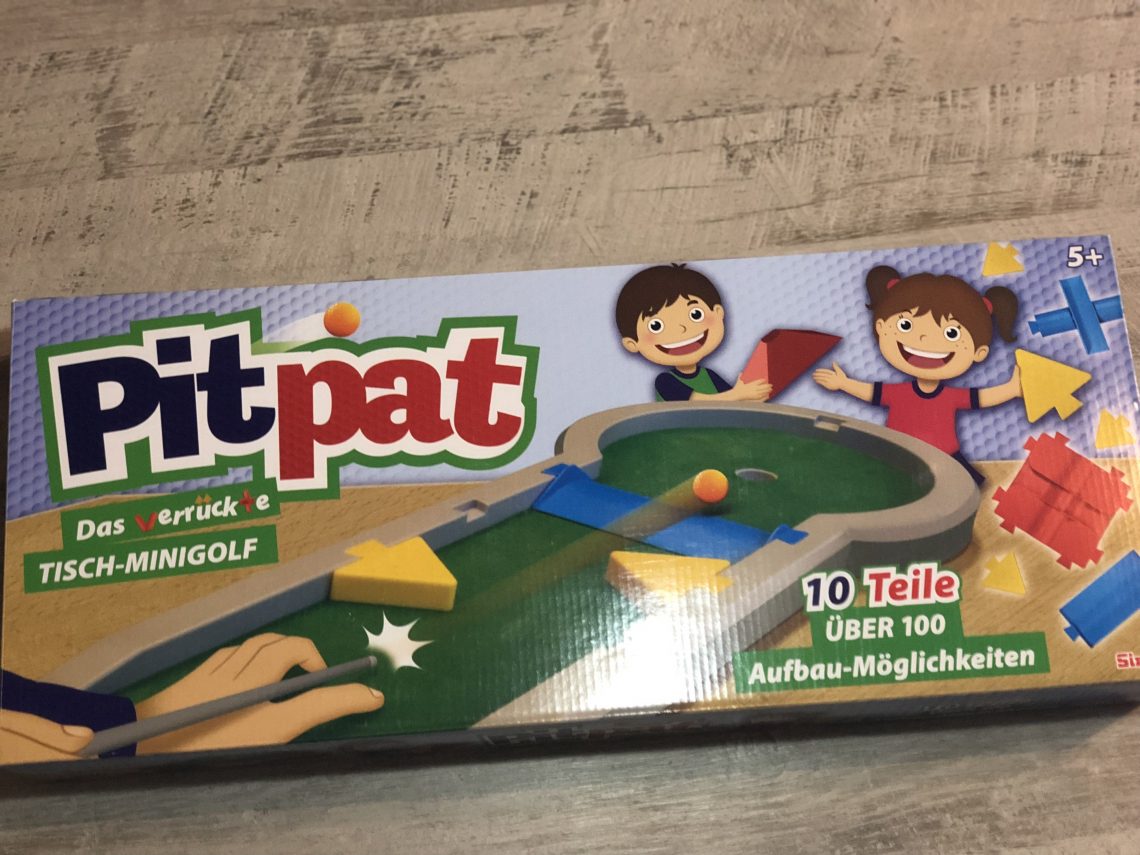 5+
Pitpat
Das verrückte
TISCH-MINIGOLF
10 Teile
ÜBER 100
Aufbau-Möglichkeiten